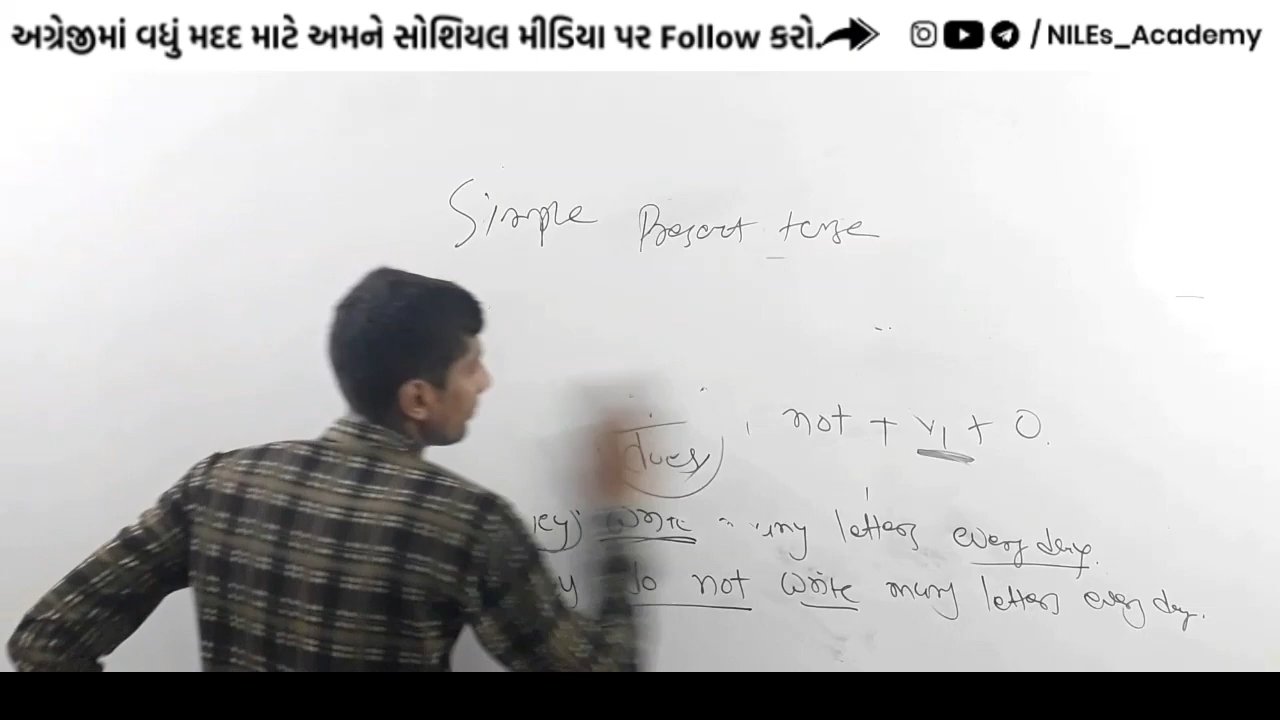 અગ્રેજીમાં વધું મદદ માટે અમને સોશિયલ મીડિયા પર Follow કરો. / NILEs_Academy
Simple Present tense
does not + V1 + O.
write many letters every day.
do not write many letters every day.